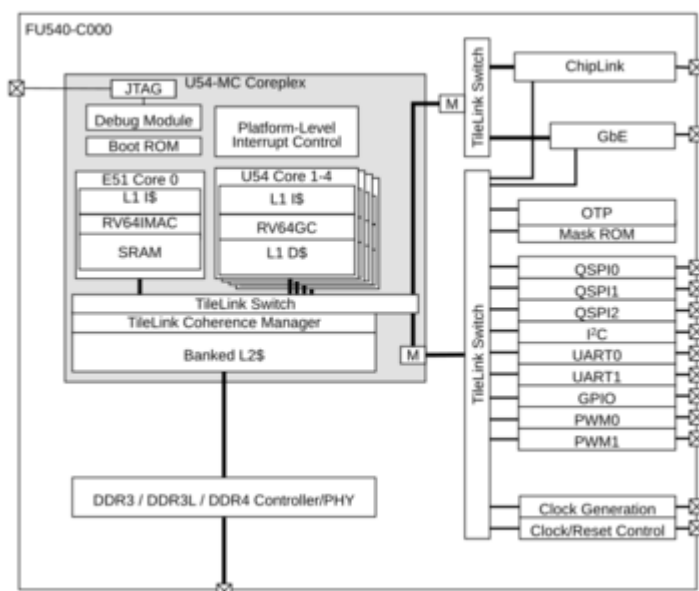 FU540-C000
U54-MC Coreplex
JTAG
Debug Module
Boot ROM
Platform-Level
Interrupt Control
E51 Core 0
L1 I$
RV64IMAC
SRAM
U54 Core 1-4
L1 I$
RV64GC
L1 D$
TileLink Switch
TileLink Coherence Manager
Banked L2$
M
M
DDR3 / DDR3L / DDR4 Controller/PHY
TileLink Switch
ChipLink
GbE
TileLink Switch
OTP
Mask ROM
QSPI0
QSPI1
QSPI2
I²C
UART0
UART1
GPIO
PWM0
PWM1
Clock Generation
Clock/Reset Control